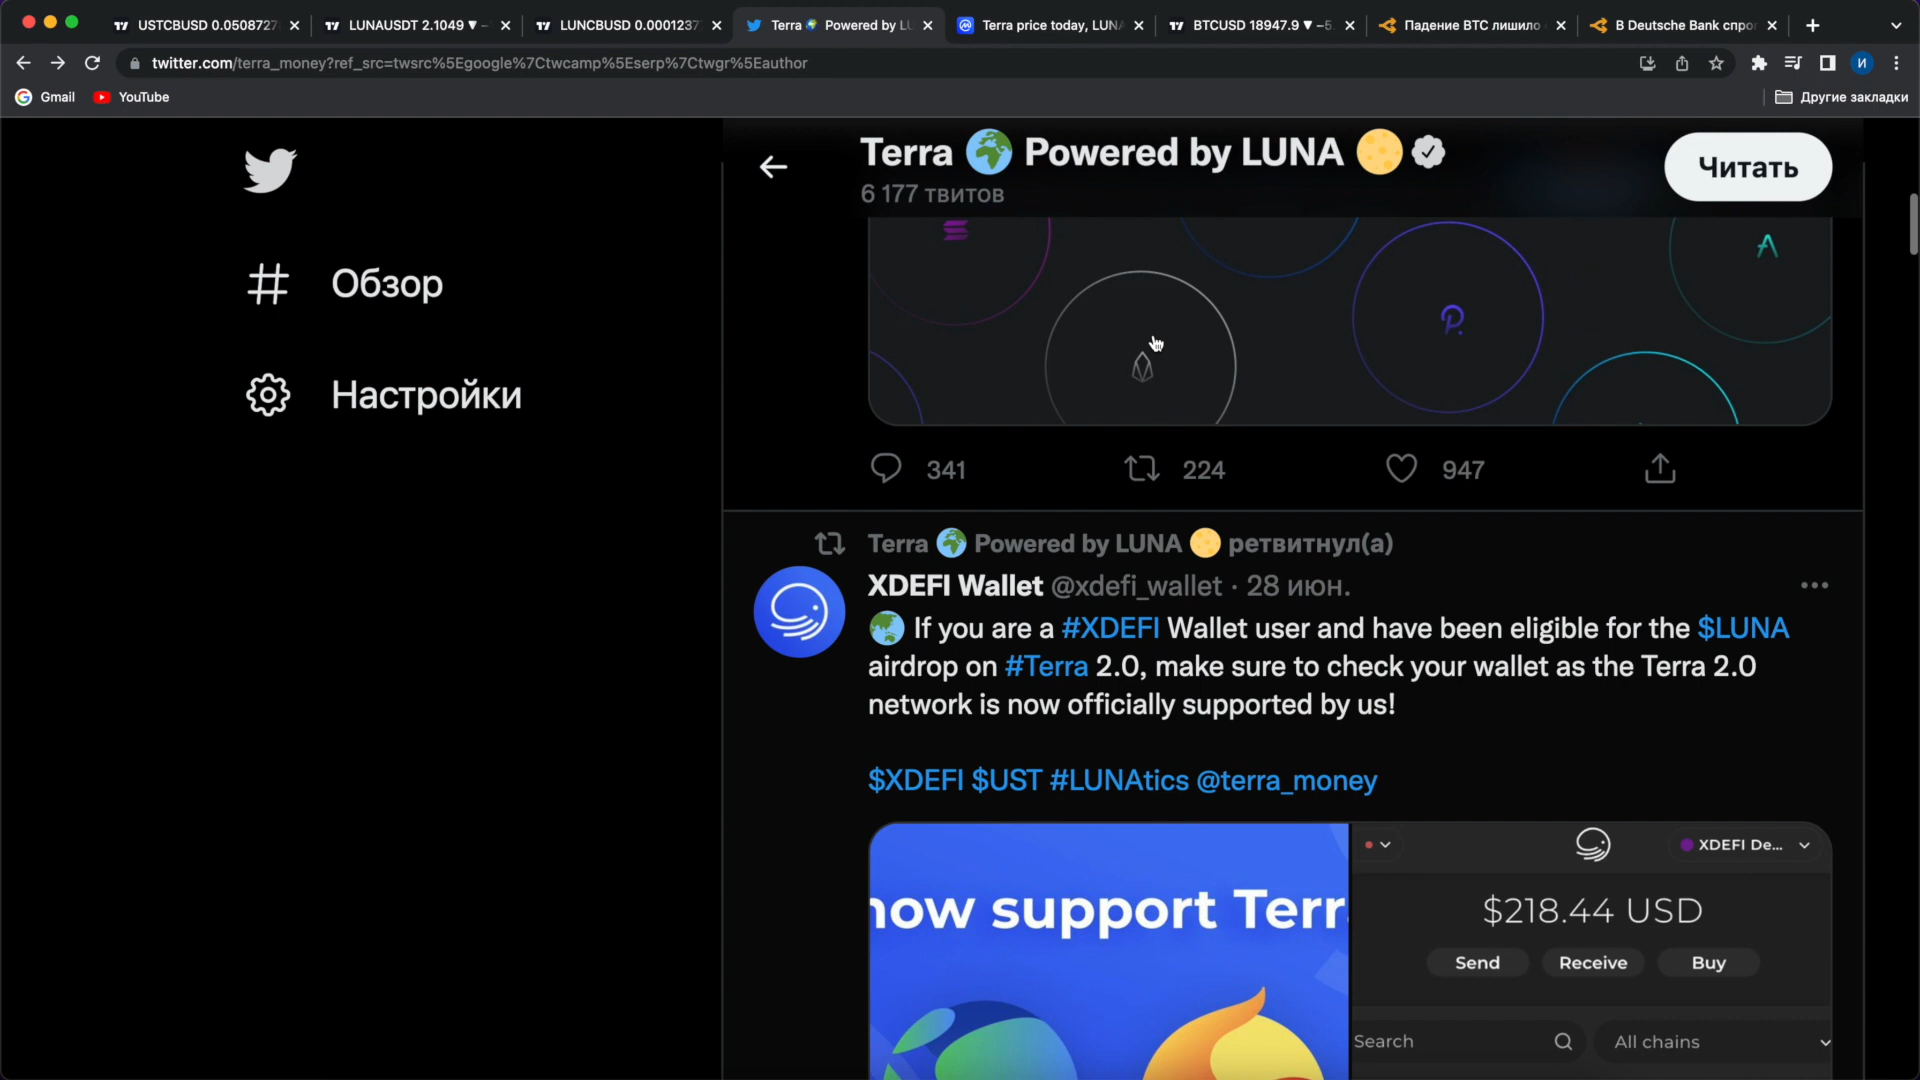 USTCBUSD 0.050872
LUNAUSDT 2.1049 ▼ −
LUNCBUSD 0.000123
Terra 🌍 Powered by LU
Terra price today, LUNA
BTCUSD 18947.9 ▼ −5.
Падение BTC лишило
В Deutsche Bank спро
twitter.com/terra_money?ref_src=twsrc%5Egoogle%7Ctwcamp%5Eserp%7Ctwgr%5Eauthor
И
Gmail
YouTube
Другие закладки
Обзор
Настройки
Terra 🌍 Powered by LUNA 🌕
6 177 твитов
Читать
341
224
947
Terra 🌍 Powered by LUNA 🌕 ретвитнул(а)
XDEFI Wallet @xdefi_wallet · 28 июн.
🌏 If you are a #XDEFI Wallet user and have been eligible for the $LUNA
airdrop on #Terra 2.0, make sure to check your wallet as the Terra 2.0
network is now officially supported by us!
$XDEFI $UST #LUNAtics @terra_money
now support Terr
XDEFI De...
$218.44 USD
Send
Receive
Buy
Search
All chains